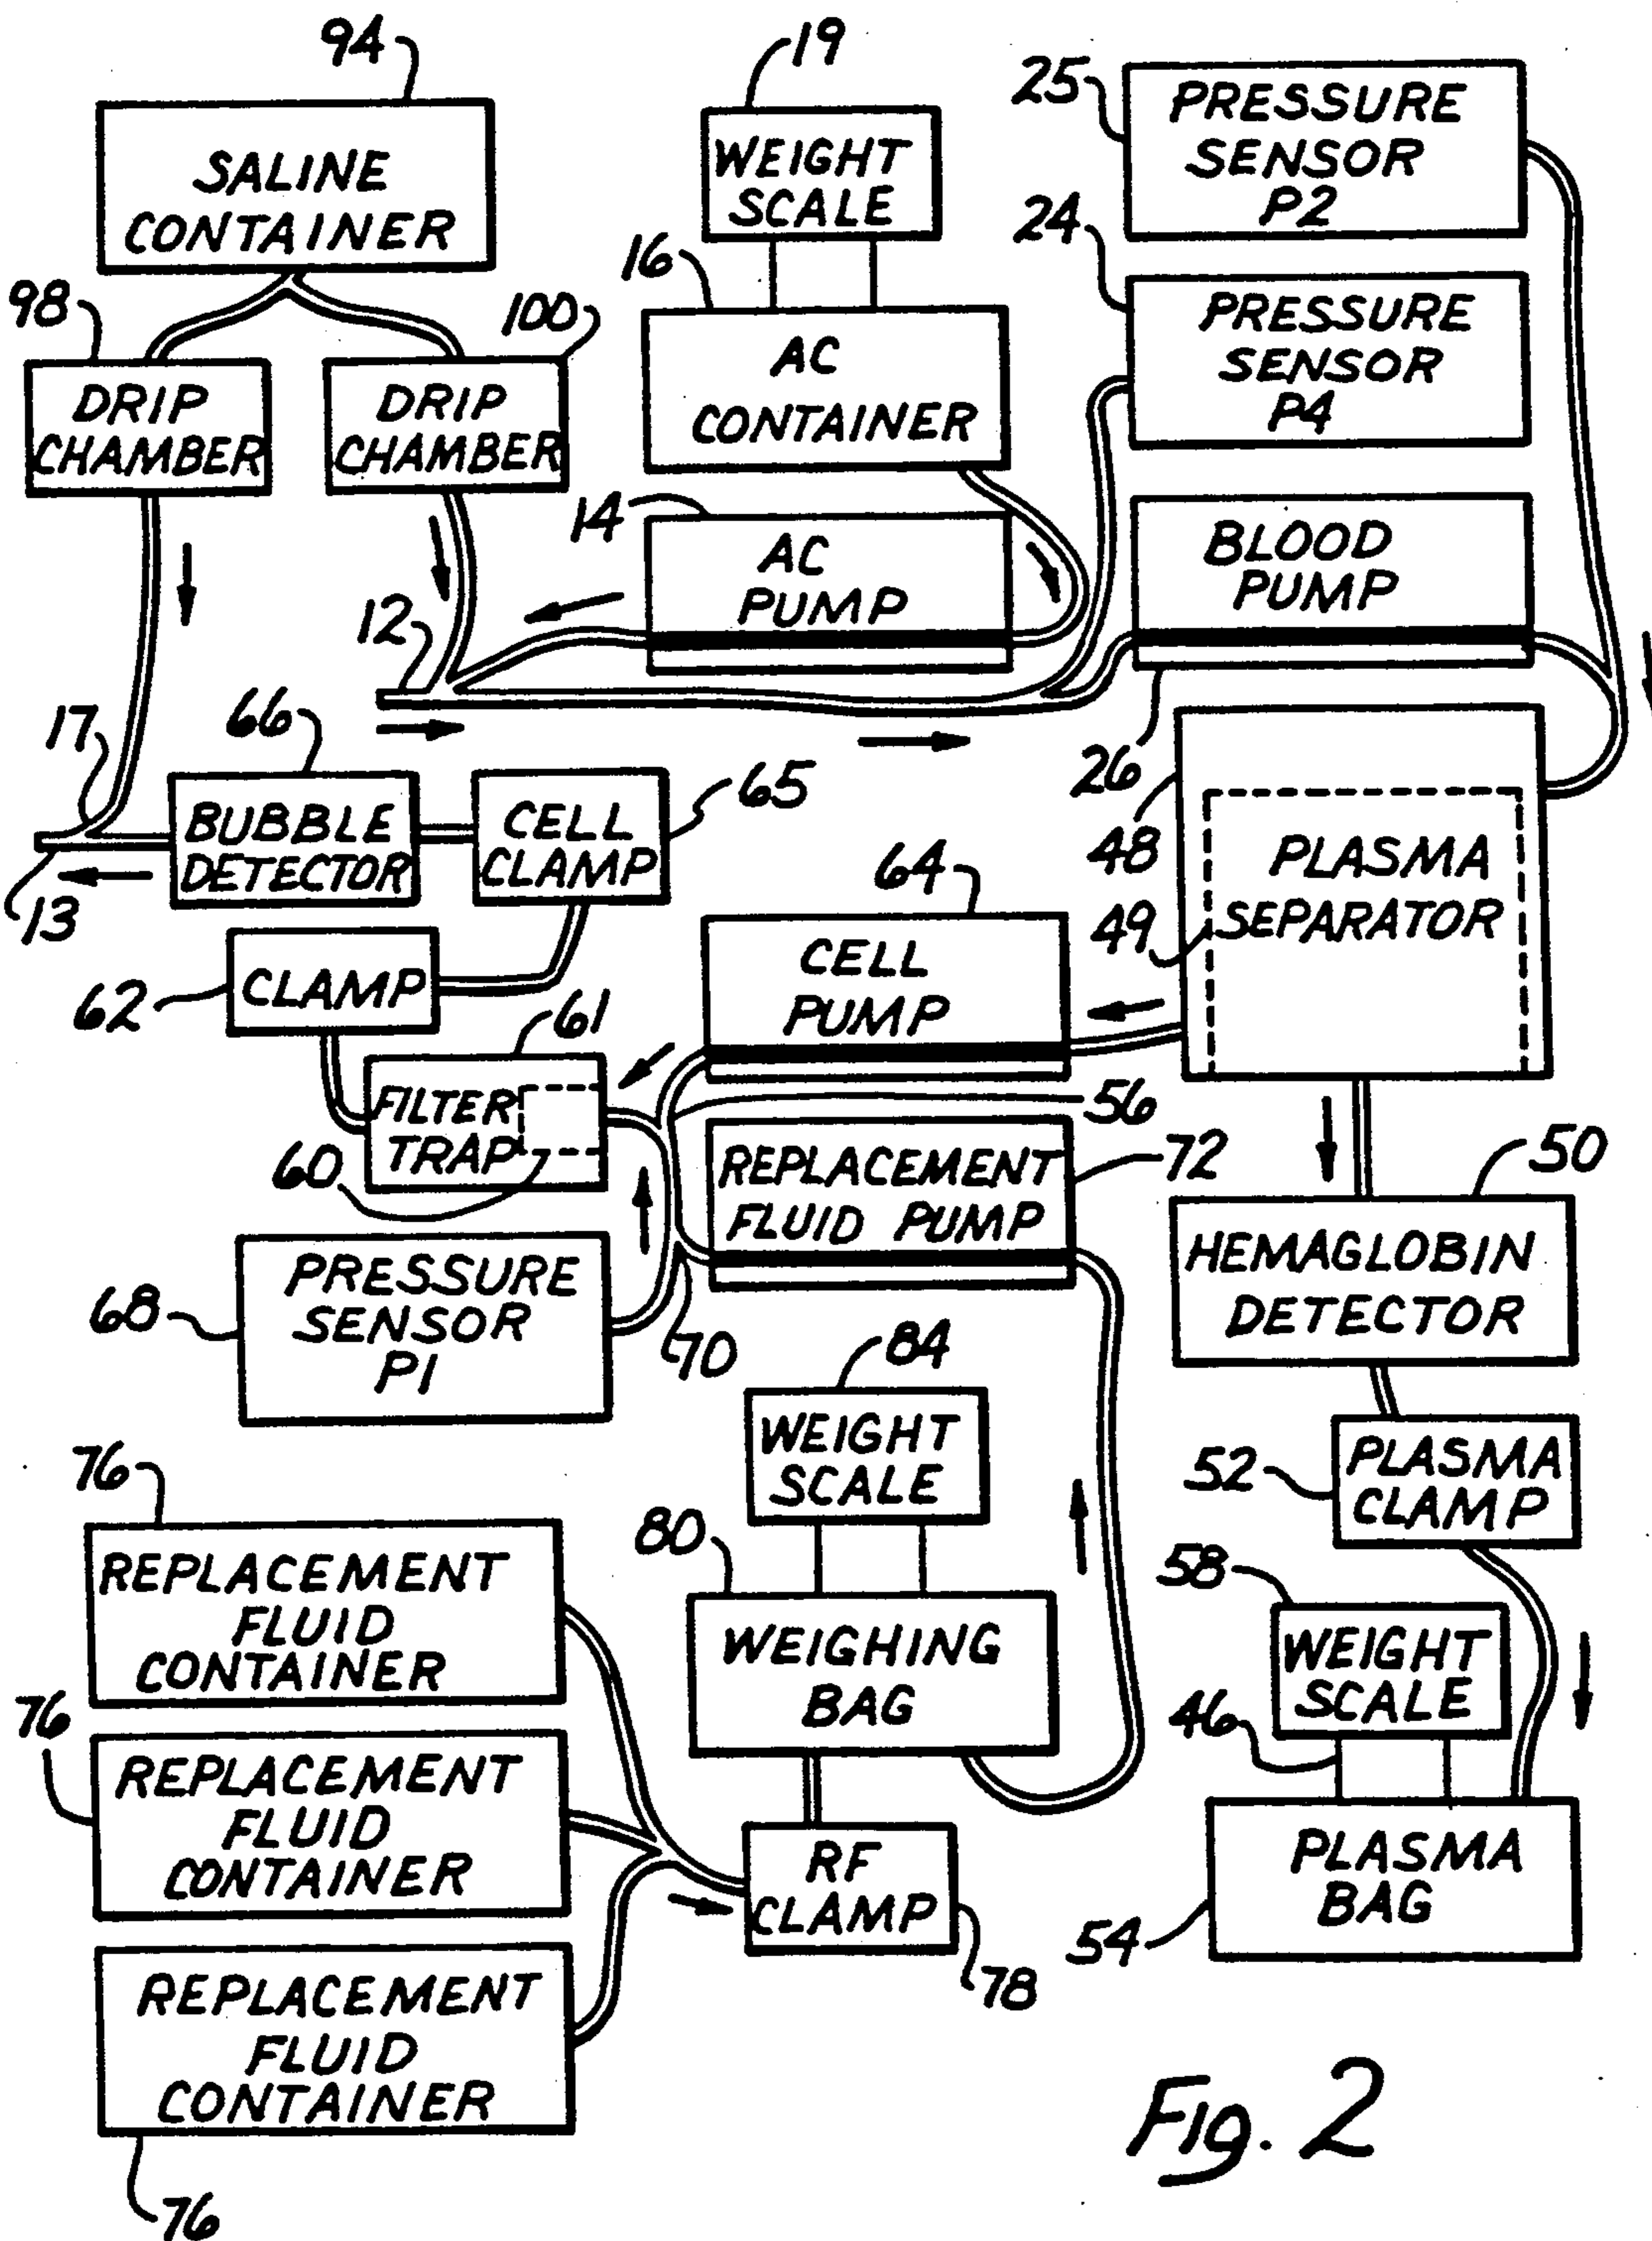 94
SALINE
CONTAINER
98
DRIP
CHAMBER
100
DRIP
CHAMBER
19
WEIGHT
SCALE
16
AC
CONTAINER
14
AC
PUMP
25
PRESSURE
SENSOR
P2
24
PRESSURE
SENSOR
P4
BLOOD
PUMP
26
12
17
13
66
BUBBLE
DETECTOR
CELL
CLAMP
65
62
CLAMP
61
FILTER
TRAP
60
64
CELL
PUMP
56
48
49
PLASMA
SEPARATOR
REPLACEMENT
FLUID PUMP
72
70
68
PRESSURE
SENSOR
P1
50
HEMAGLOBIN
DETECTOR
52
PLASMA
CLAMP
58
WEIGHT
SCALE
46
PLASMA
BAG
54
84
WEIGHT
SCALE
80
WEIGHING
BAG
RF
CLAMP
78
76
REPLACEMENT
FLUID
CONTAINER
76
REPLACEMENT
FLUID
CONTAINER
REPLACEMENT
FLUID
CONTAINER
76
Fig. 2